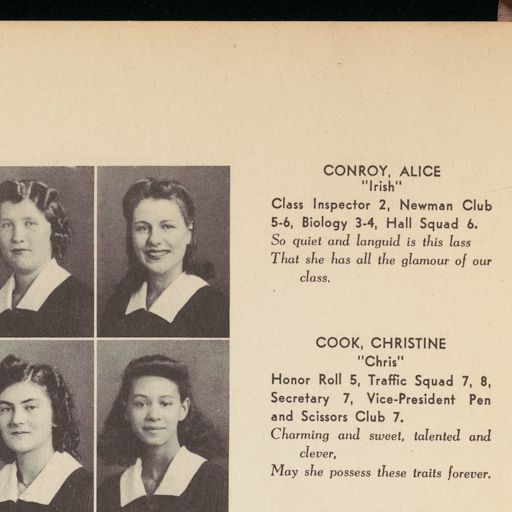 CONROY, ALICE
"Irish"
Class Inspector 2, Newman Club
5-6, Biology 3-4, Hall Squad 6.
So quiet and languid is this lass
That she has all the glamour of our
class.
COOK, CHRISTINE
"Chris"
Honor Roll 5, Traffic Squad 7, 8,
Secretary 7, Vice-President Pen
and Scissors Club 7.
Charming and sweet, talented and
clever,
May she possess these traits forever.